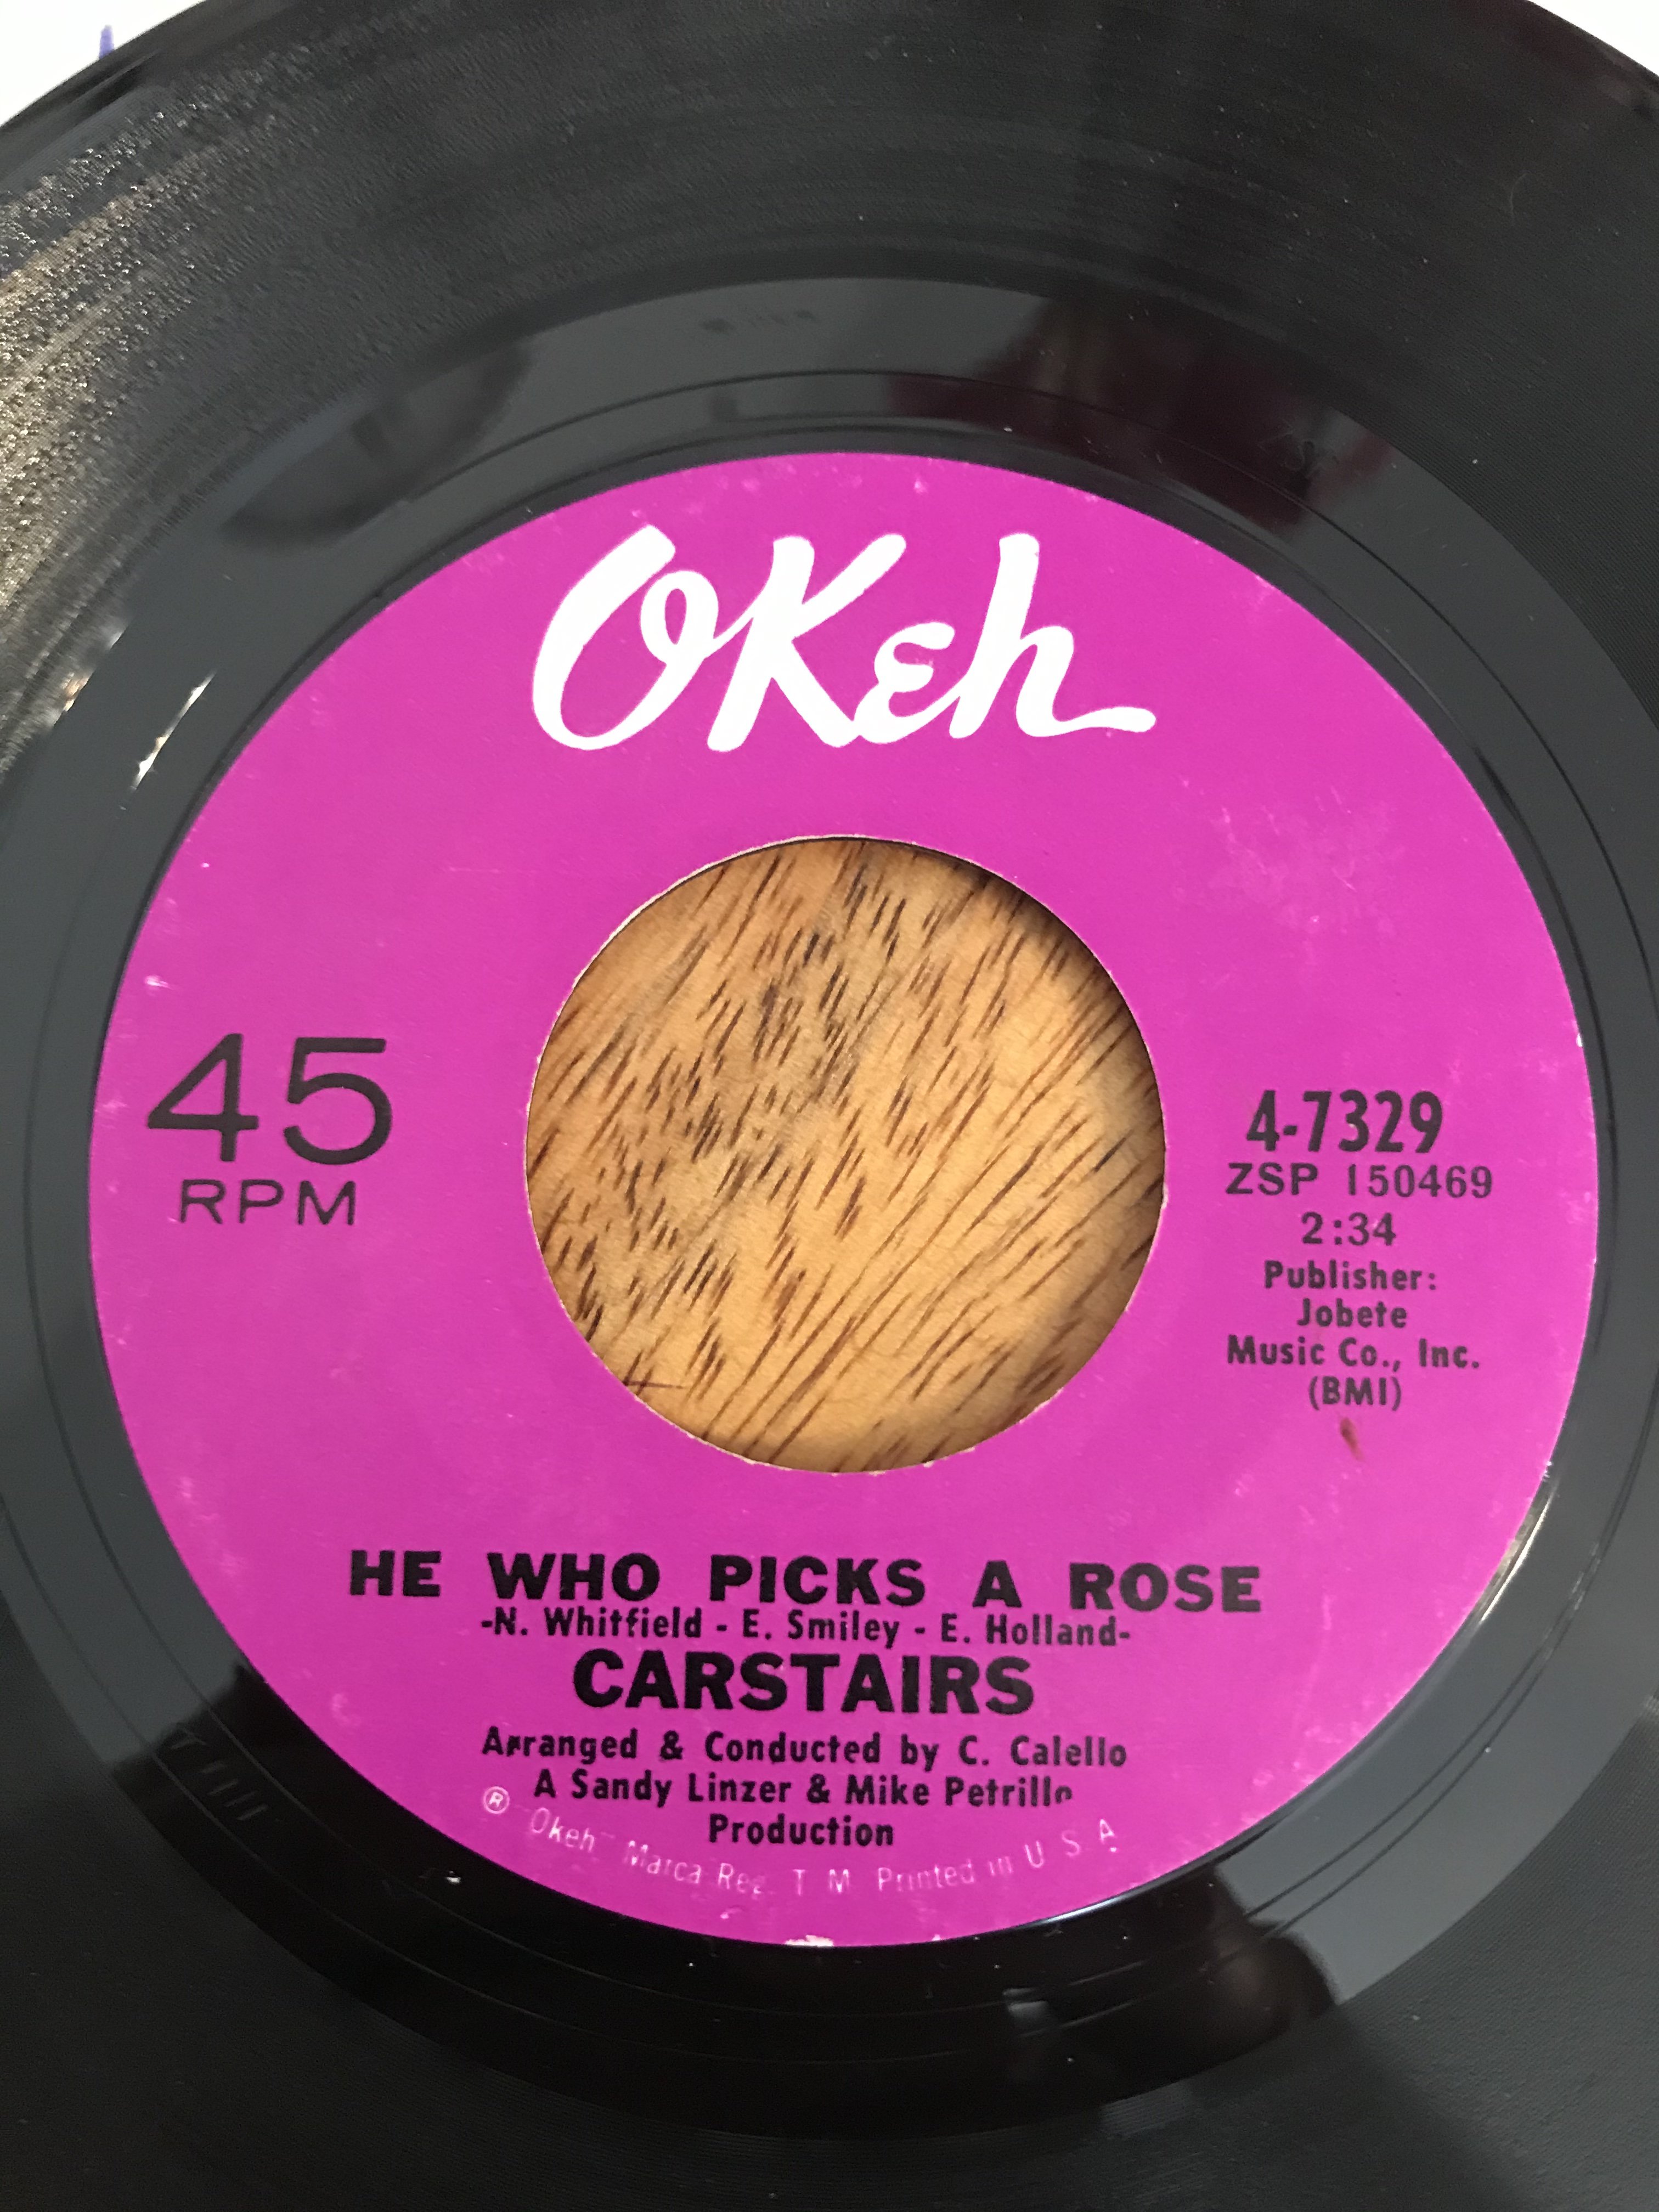 OKeh
45
RPM
4-7329
ZSP 150469
2:34
Publisher:
Jobete
Music Co., Inc.
(BMI)
HE WHO PICKS A ROSE
-N. Whitfield - E. Smiley - E. Holland-
CARSTAIRS
Arranged & Conducted by C. Calello
A Sandy Linzer & Mike Petrillo
Production
® "Okeh" Marca Reg. T M Printed in U S A